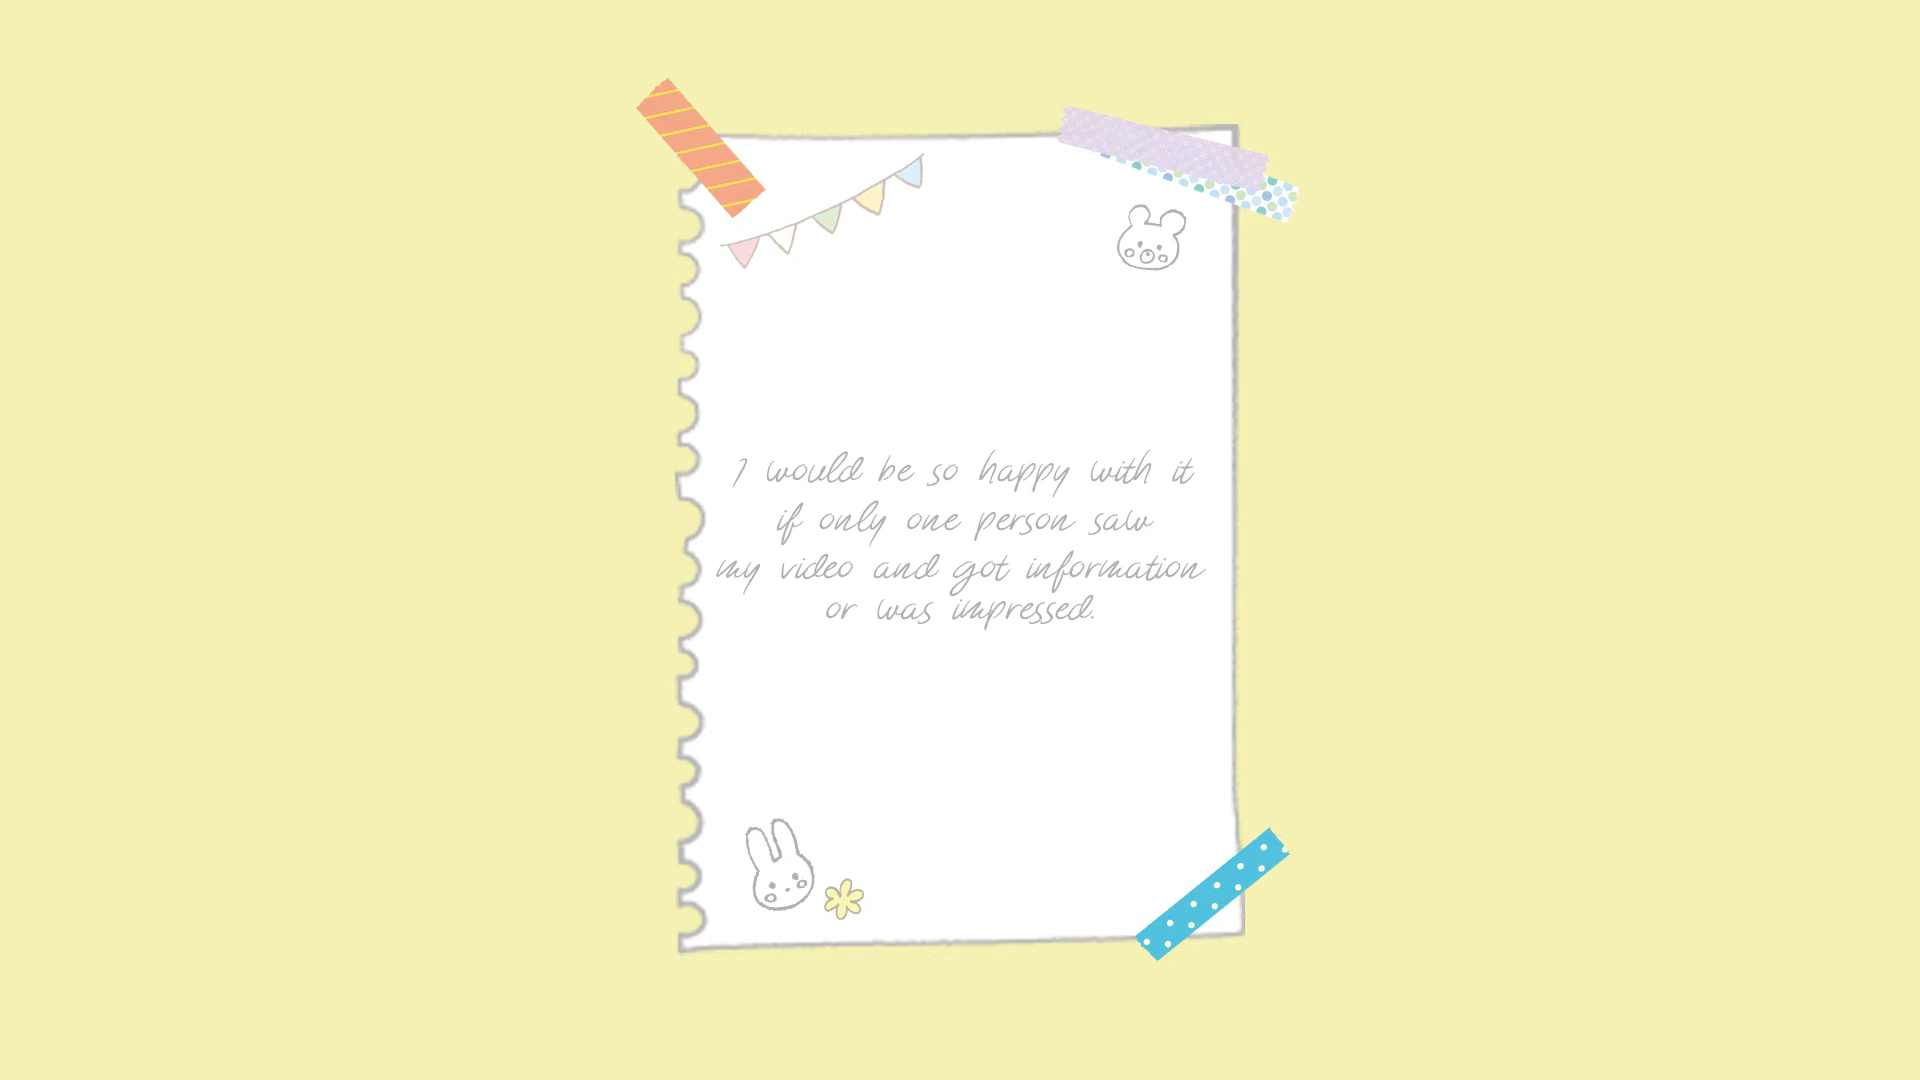 I would be so happy with it
if only one person saw
my video and got information
or was impressed.